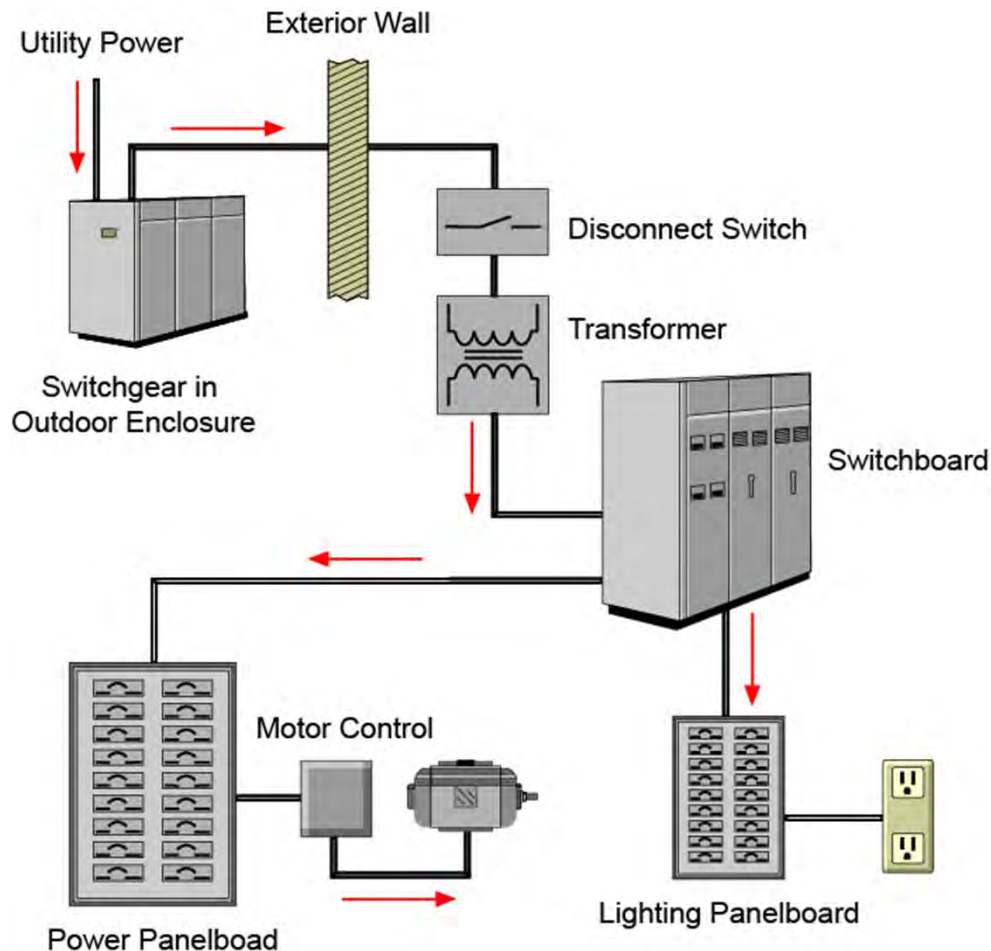 Exterior Wall
Utility Power
Disconnect Switch
Transformer
Switchgear in
Outdoor Enclosure
Switchboard
Motor Control
Lighting Panelboard
Power Panelboad